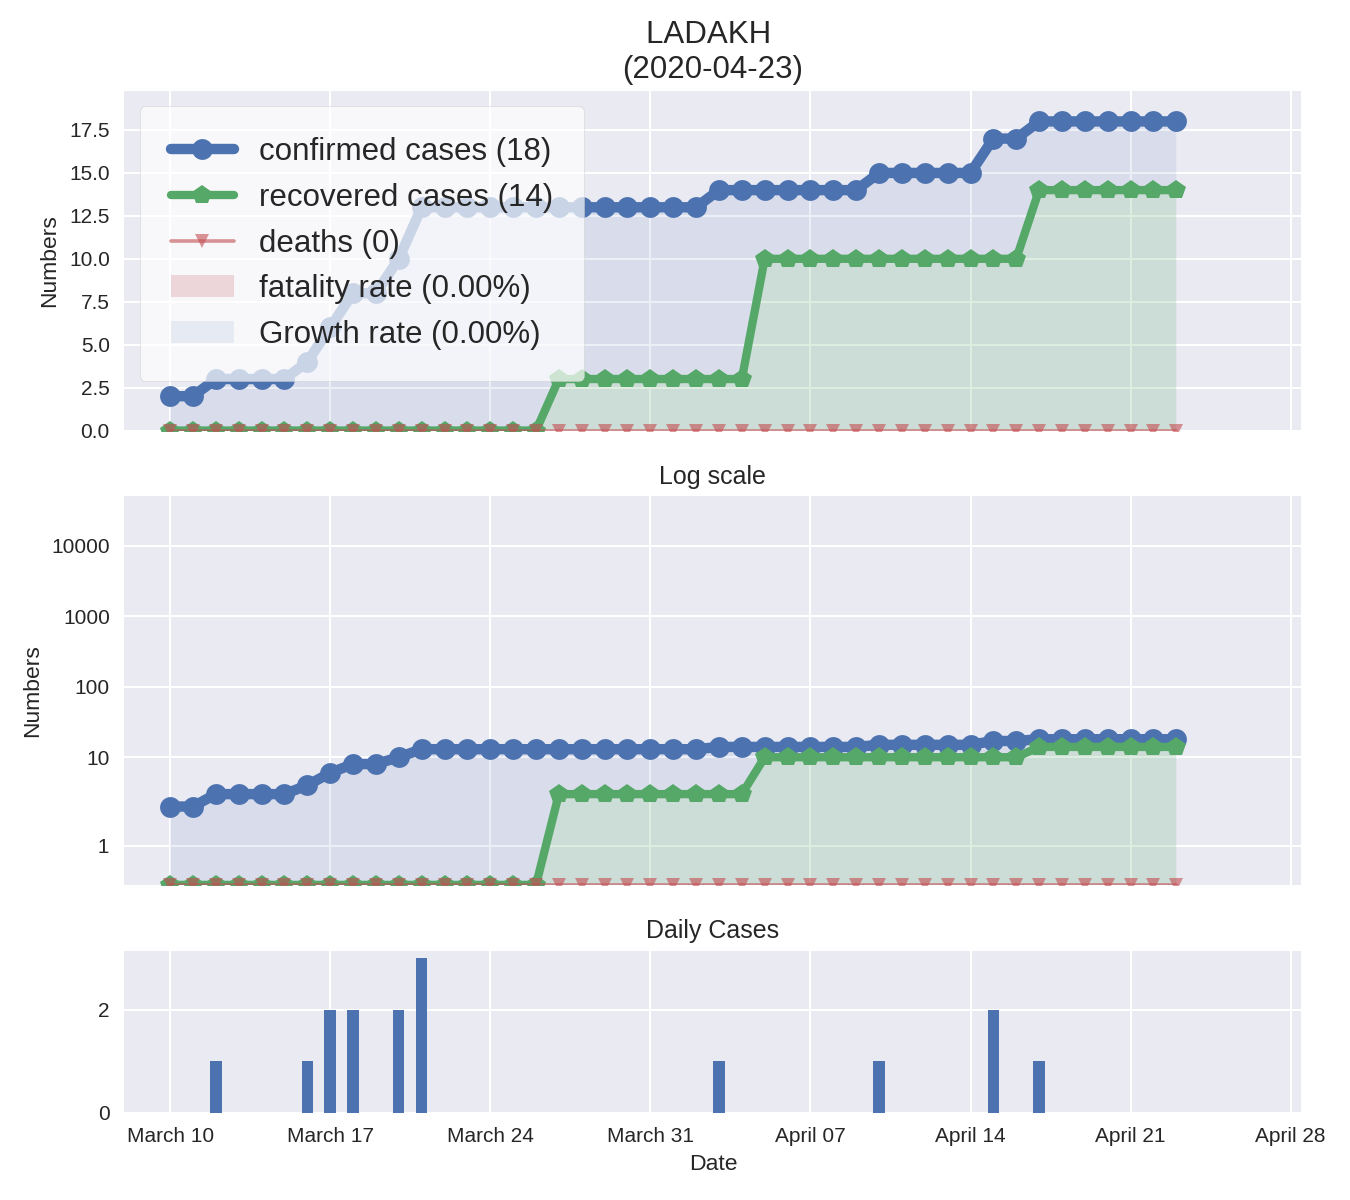 LADAKH
(2020-04-23)
17.5
15.0
12.5
10.0
7.5
5.0
2.5
0.0
Numbers
confirmed cases (18)
recovered cases (14)
deaths (0)
fatality rate (0.00%)
Growth rate (0.00%)
Log scale
10000
1000
100
10
1
Numbers
Daily Cases
2
0
March 10 March 17 March 24 March 31 April 07 April 14 April 21 April 28
Date